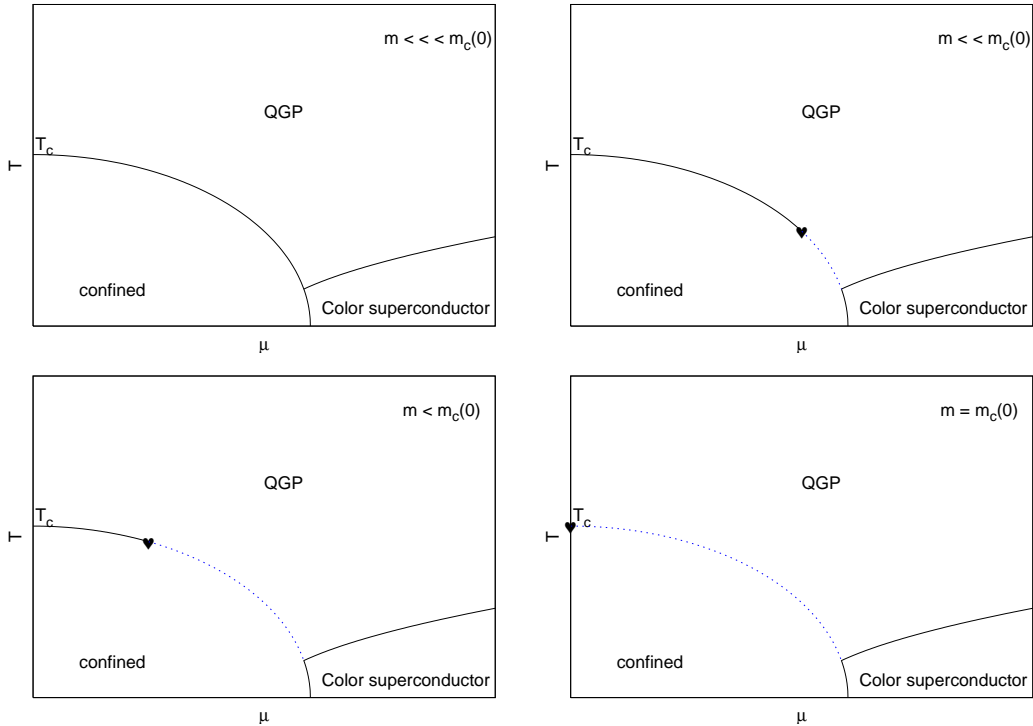 m < < < m_c(0)
QGP
T_c
T
confined
Color superconductor
μ
m < < m_c(0)
QGP
T_c
T
confined
Color superconductor
μ
m < m_c(0)
QGP
T_c
T
confined
Color superconductor
μ
m = m_c(0)
QGP
T_c
T
confined
Color superconductor
μ